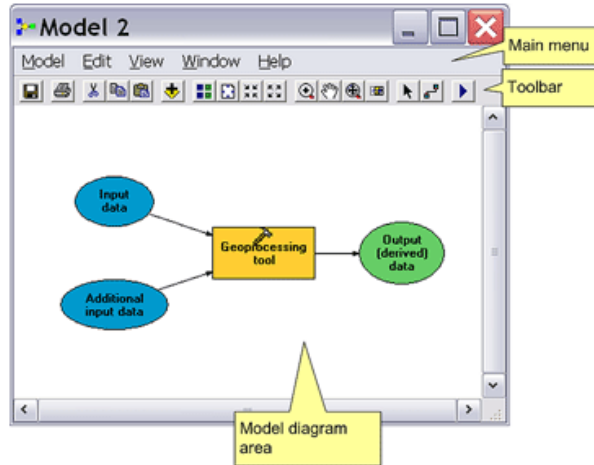 Model 2
Model Edit View Window Help
Main menu
Toolbar
Input
data
Geoprocessing
tool
Output
(derived)
data
Additional
input data
Model diagram
area